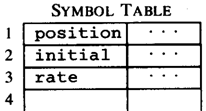 SYMBOL TABLE
1 position ...
2 initial ...
3 rate ...
4